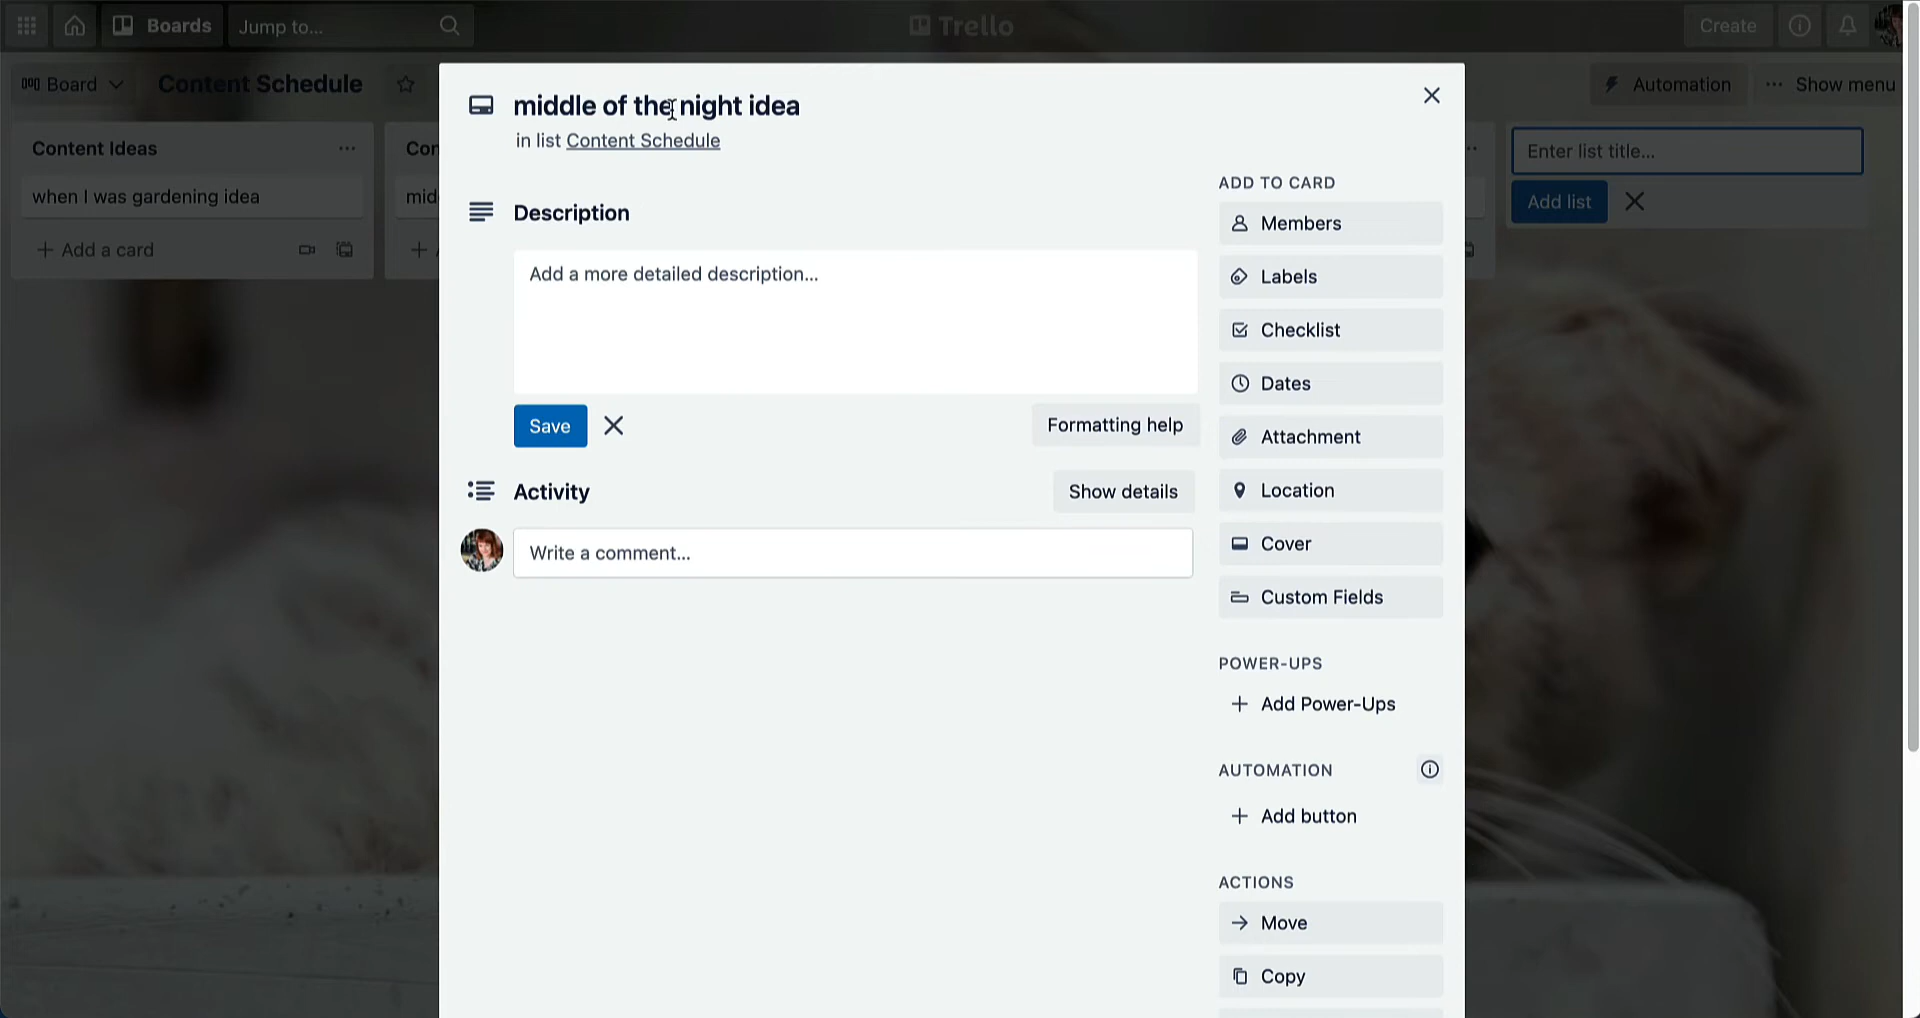 Boards
Jump to...
Trello
Create
Board
Content Schedule
Automation
Show menu
Content Ideas
when I was gardening idea
Add a card
Con
mid
middle of the night idea
in list Content Schedule
Description
Add a more detailed description...
Save
Formatting help
Activity
Show details
Write a comment...
ADD TO CARD
Members
Labels
Checklist
Dates
Attachment
Location
Cover
Custom Fields
POWER-UPS
Add Power-Ups
AUTOMATION
Add button
ACTIONS
Move
Copy
Enter list title...
Add list